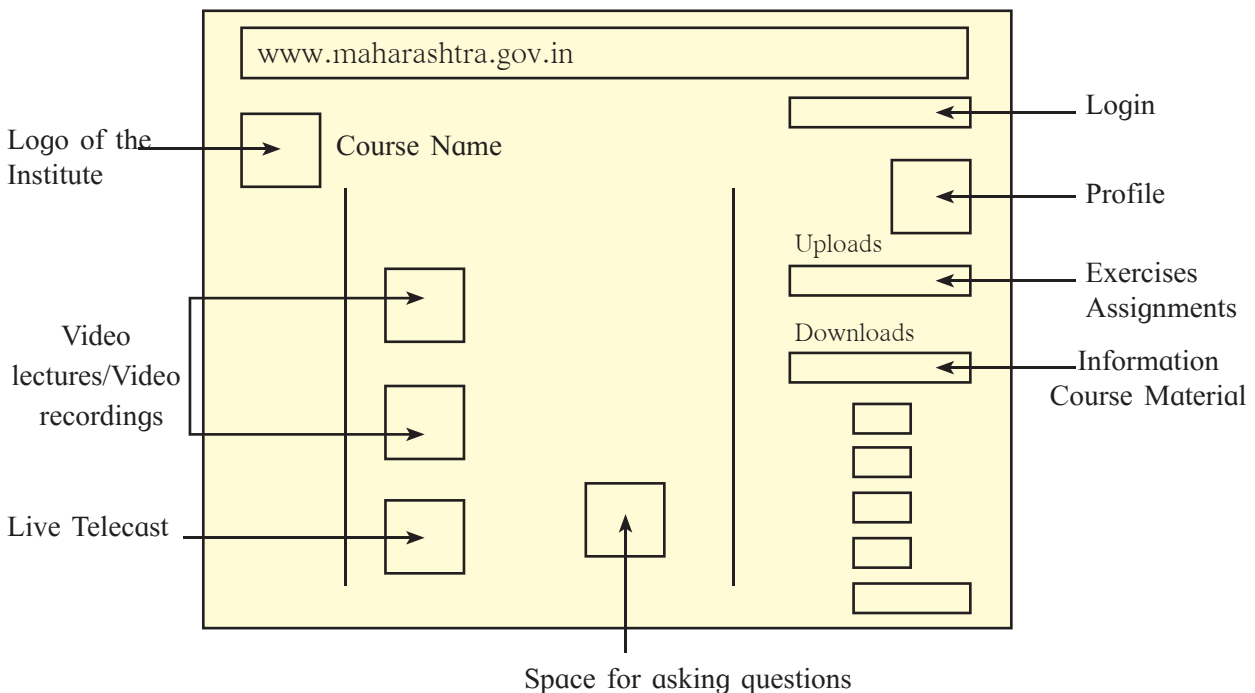 www.maharashtra.gov.in
Login
Logo of the
Institute
Course Name
Profile
Uploads
Exercises
Assignments
Downloads
Information
Course Material
Video
lectures/Video
recordings
Live Telecast
Space for asking questions